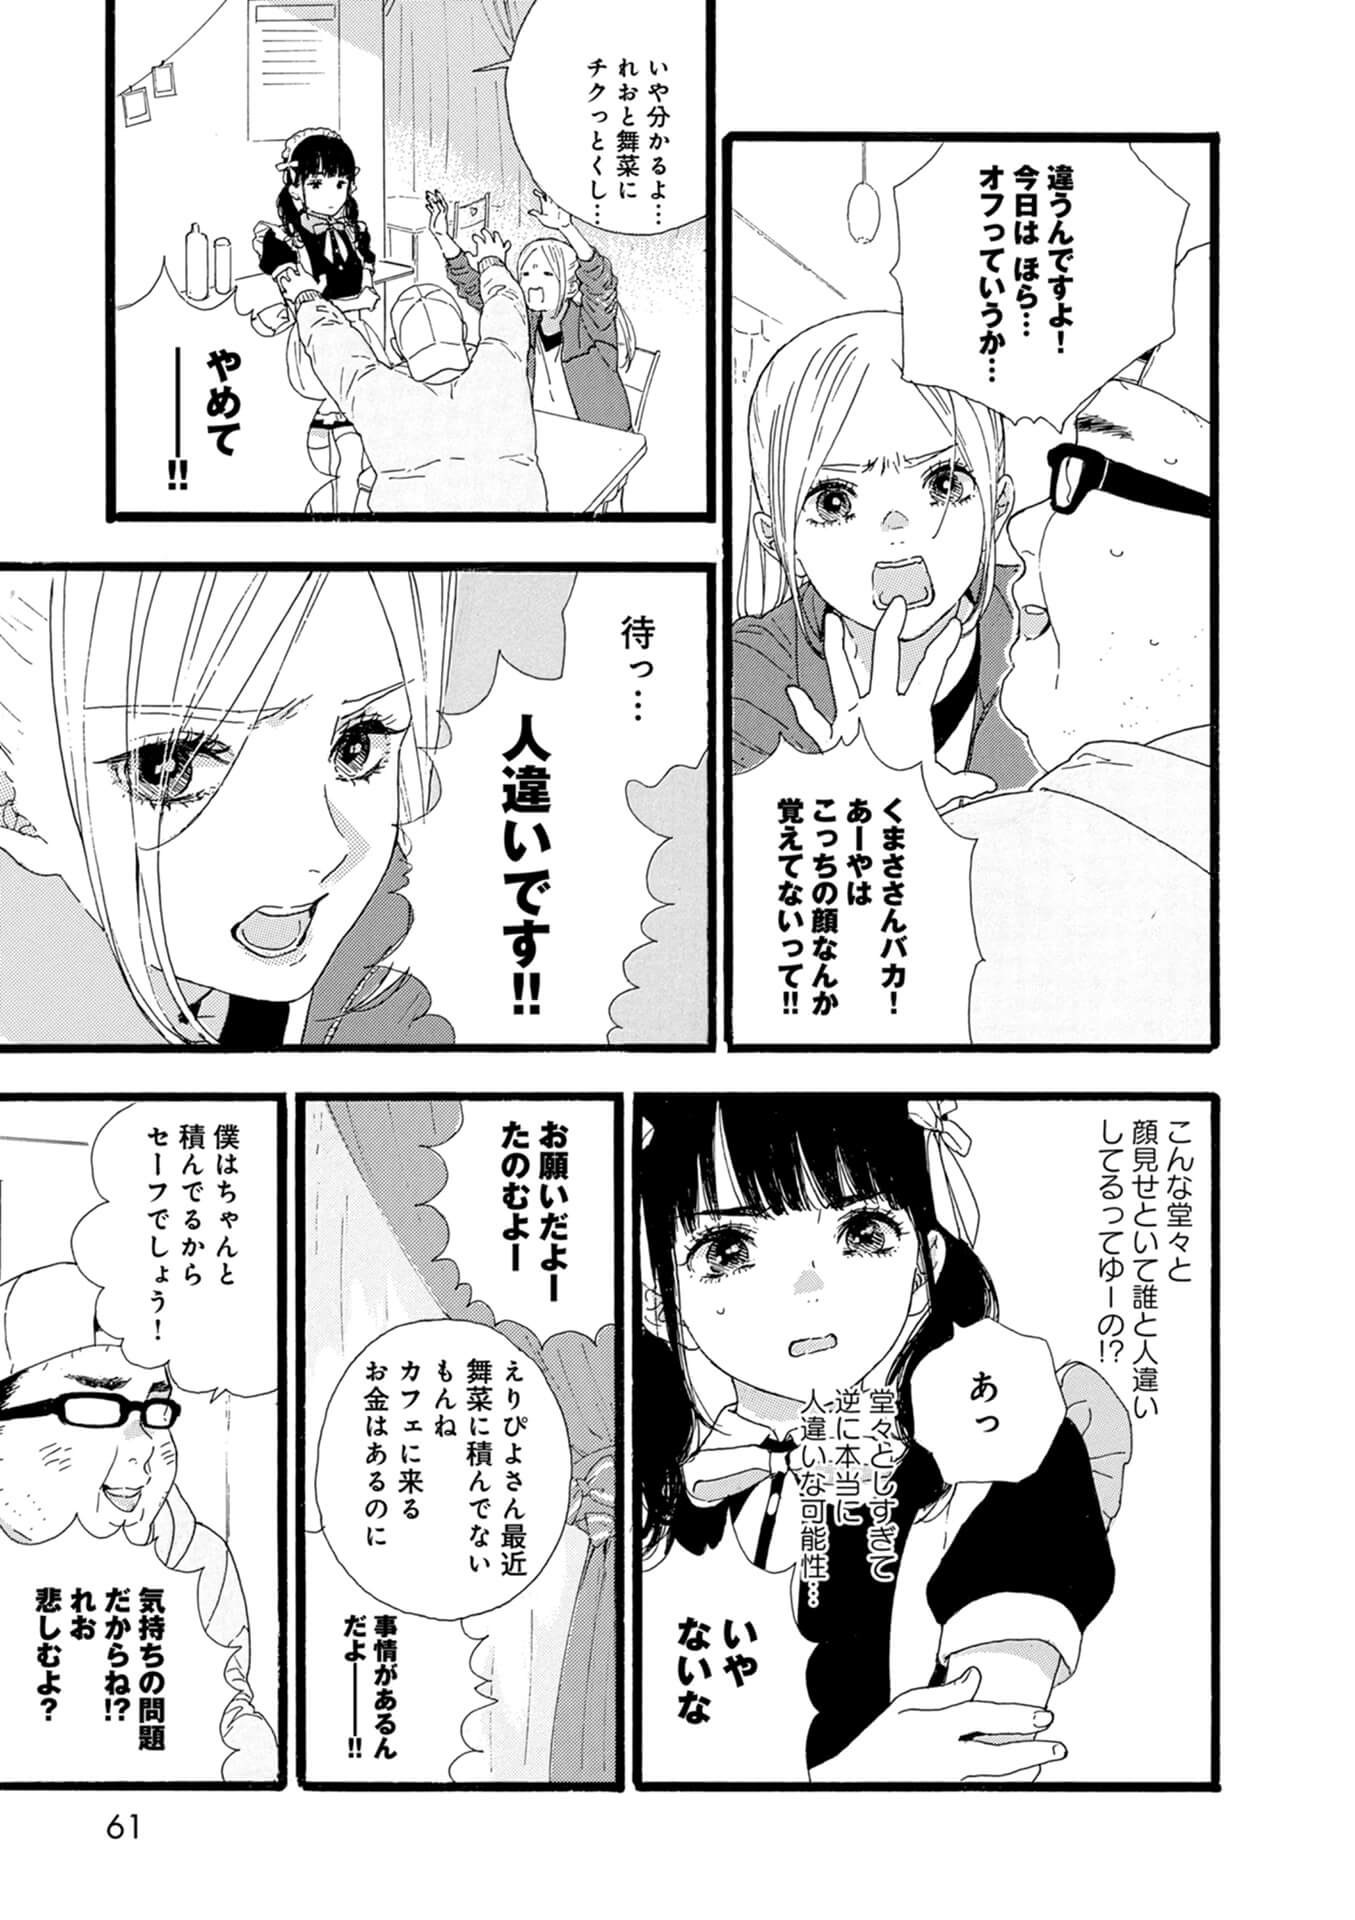 違うんですよ!
今日は ほら…
オフっていうか…
くまささんバカ!
あーやは
こっちの顔なんか
覚えてないって!!
いや分かるよ…
れおと舞菜に
チクっとくし…
やめて
━━!!
待っ…
人違いです!!
こんな堂々と
顔見せといて誰と人違い
してるってゆーの!?
あっ
堂々としすぎて
逆に本当に
人違いな可能性…
いや
ないな
お願いだよー
たのむよー
えりぴよさん最近
舞菜に積んでない
もんね
カフェに来る
お金はあるのに
事情があるん
だよ━━!!
僕はちゃんと
積んでるから
セーフでしょう!
気持ちの問題
だからね!?
れお
悲しむよ?
61